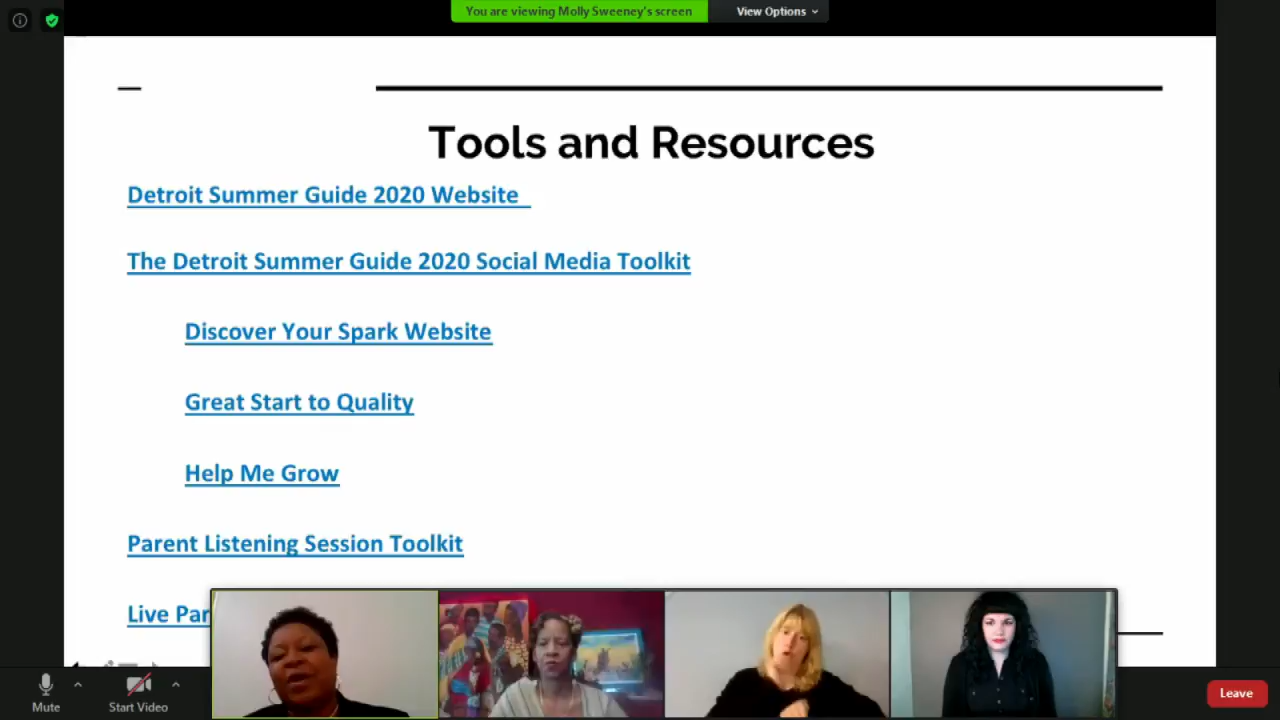 You are viewing Molly Sweeney's screen
View Options
Tools and Resources
Detroit Summer Guide 2020 Website
The Detroit Summer Guide 2020 Social Media Toolkit
Discover Your Spark Website
Great Start to Quality
Help Me Grow
Parent Listening Session Toolkit
Live Par
Mute
Start Video
Leave